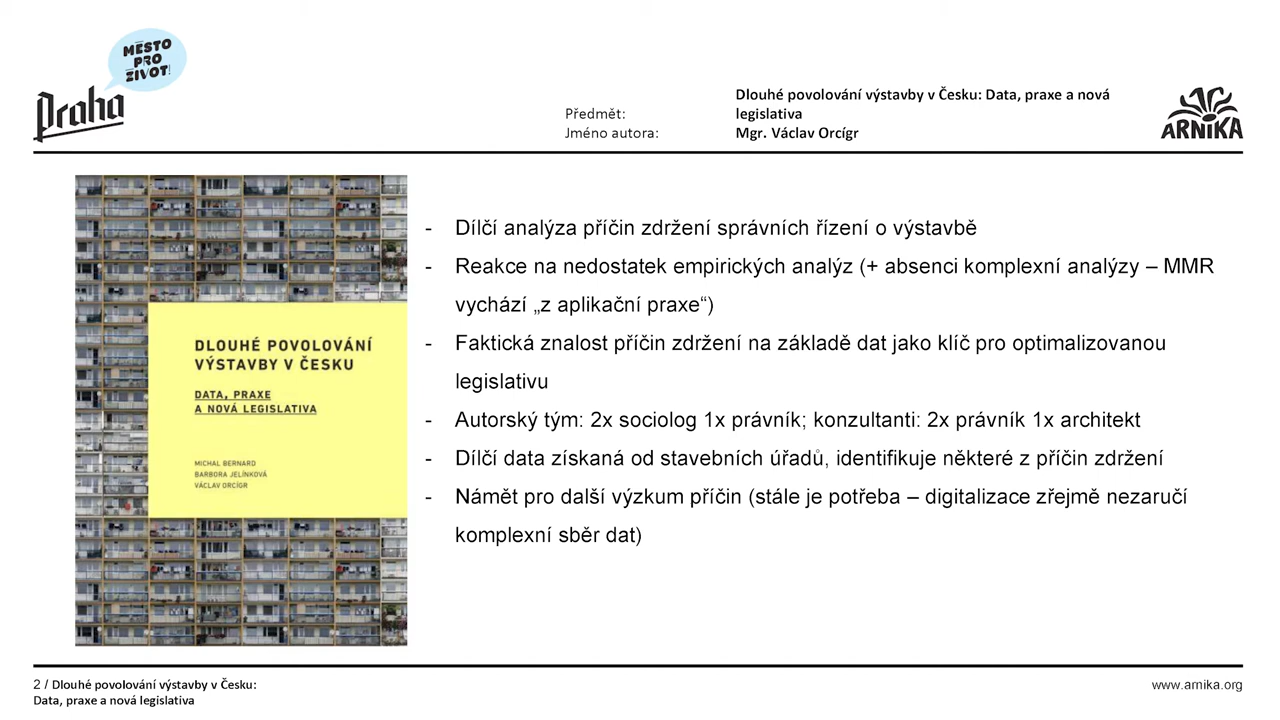 MĚSTO
PRO
ŽIVOT!
Praha
Předmět:
Jméno autora:
Dlouhé povolování výstavby v Česku: Data, praxe a nová
legislativa
Mgr. Václav Orcígr
ARNIKA
DLOUHÉ POVOLOVÁNÍ
VÝSTAVBY V ČESKU
DATA, PRAXE
A NOVÁ LEGISLATIVA
MICHAL BERNARD
BARBORA JELÍNKOVÁ
VÁCLAV ORCÍGR
- Dílčí analýza příčin zdržení správních řízení o výstavbě
- Reakce na nedostatek empirických analýz (+ absenci komplexní analýzy – MMR
vychází „z aplikační praxe“)
- Faktická znalost příčin zdržení na základě dat jako klíč pro optimalizovanou
legislativu
- Autorský tým: 2x sociolog 1x právník; konzultanti: 2x právník 1x architekt
- Dílčí data získaná od stavebních úřadů, identifikuje některé z příčin zdržení
- Námět pro další výzkum příčin (stále je potřeba – digitalizace zřejmě nezaručí
komplexní sběr dat)
2 / Dlouhé povolování výstavby v Česku:
Data, praxe a nová legislativa
www.arnika.org